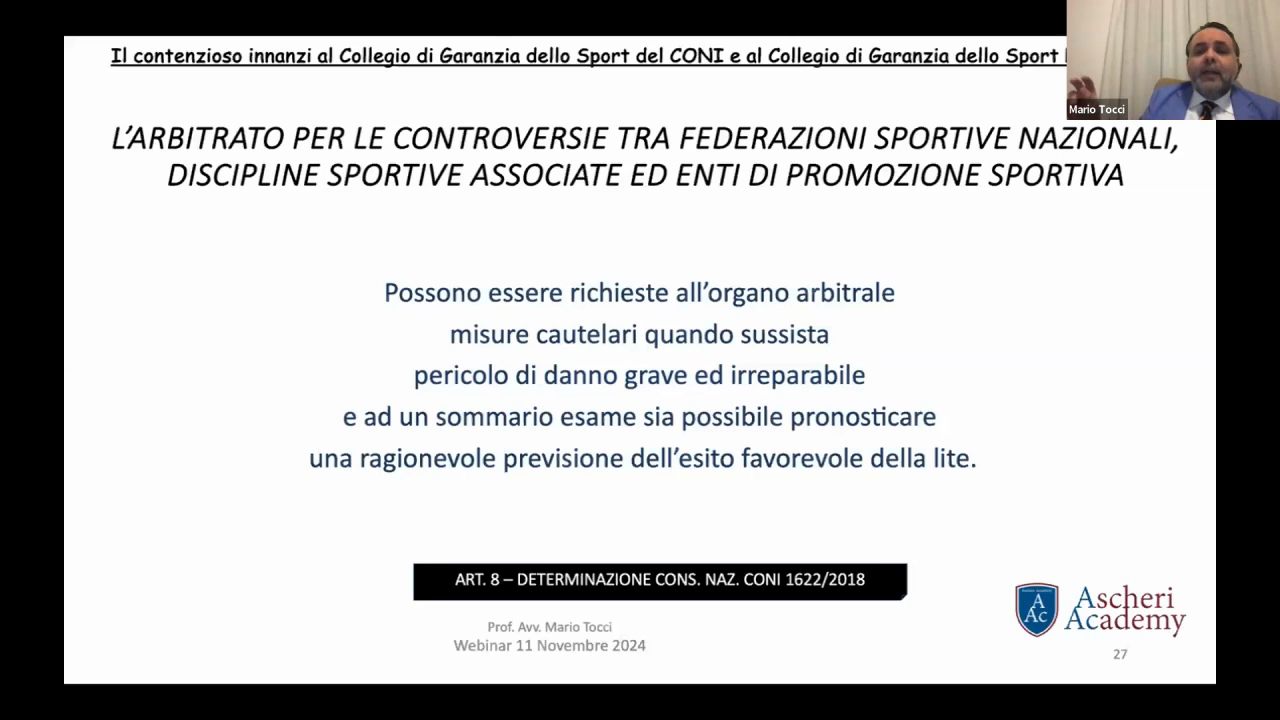 Il contenzioso innanzi al Collegio di Garanzia dello Sport del CONI e al Collegio di Garanzia dello Sport
Mario Tocci
L'ARBITRATO PER LE CONTROVERSIE TRA FEDERAZIONI SPORTIVE NAZIONALI,
DISCIPLINE SPORTIVE ASSOCIATE ED ENTI DI PROMOZIONE SPORTIVA
Possono essere richieste all'organo arbitrale
misure cautelari quando sussista
pericolo di danno grave ed irreparabile
e ad un sommario esame sia possibile pronosticare
una ragionevole previsione dell'esito favorevole della lite.
ART. 8 – DETERMINAZIONE CONS. NAZ. CONI 1622/2018
Prof. Avv. Mario Tocci
Webinar 11 Novembre 2024
A
Ac
Ascheri
Academy
27